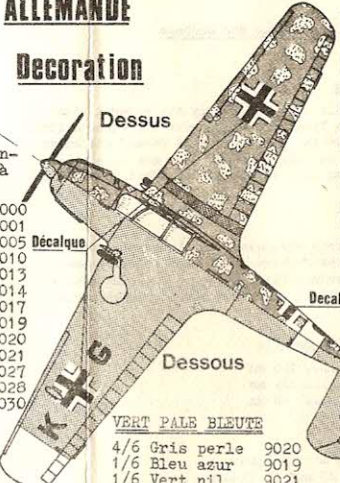 ALLEMANDE
Decoration
Dessus
n-
à
000
001
005
010
013
014
017
019
020
021
027
028
030
Décalque
Decal
Dessous
K G
VERT PALE BLEUTE
4/6 Gris perle 9020
1/6 Bleu azur 9019
1/6 Vert nil 9021